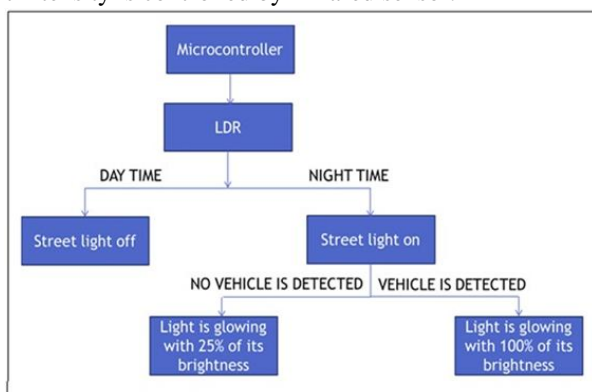 Microcontroller
LDR
DAY TIME
NIGHT TIME
Street light off
Street light on
NO VEHICLE IS DETECTED
VEHICLE IS DETECTED
Light is glowing
with 25% of its
brightness
Light is glowing
with 100% of its
brightness